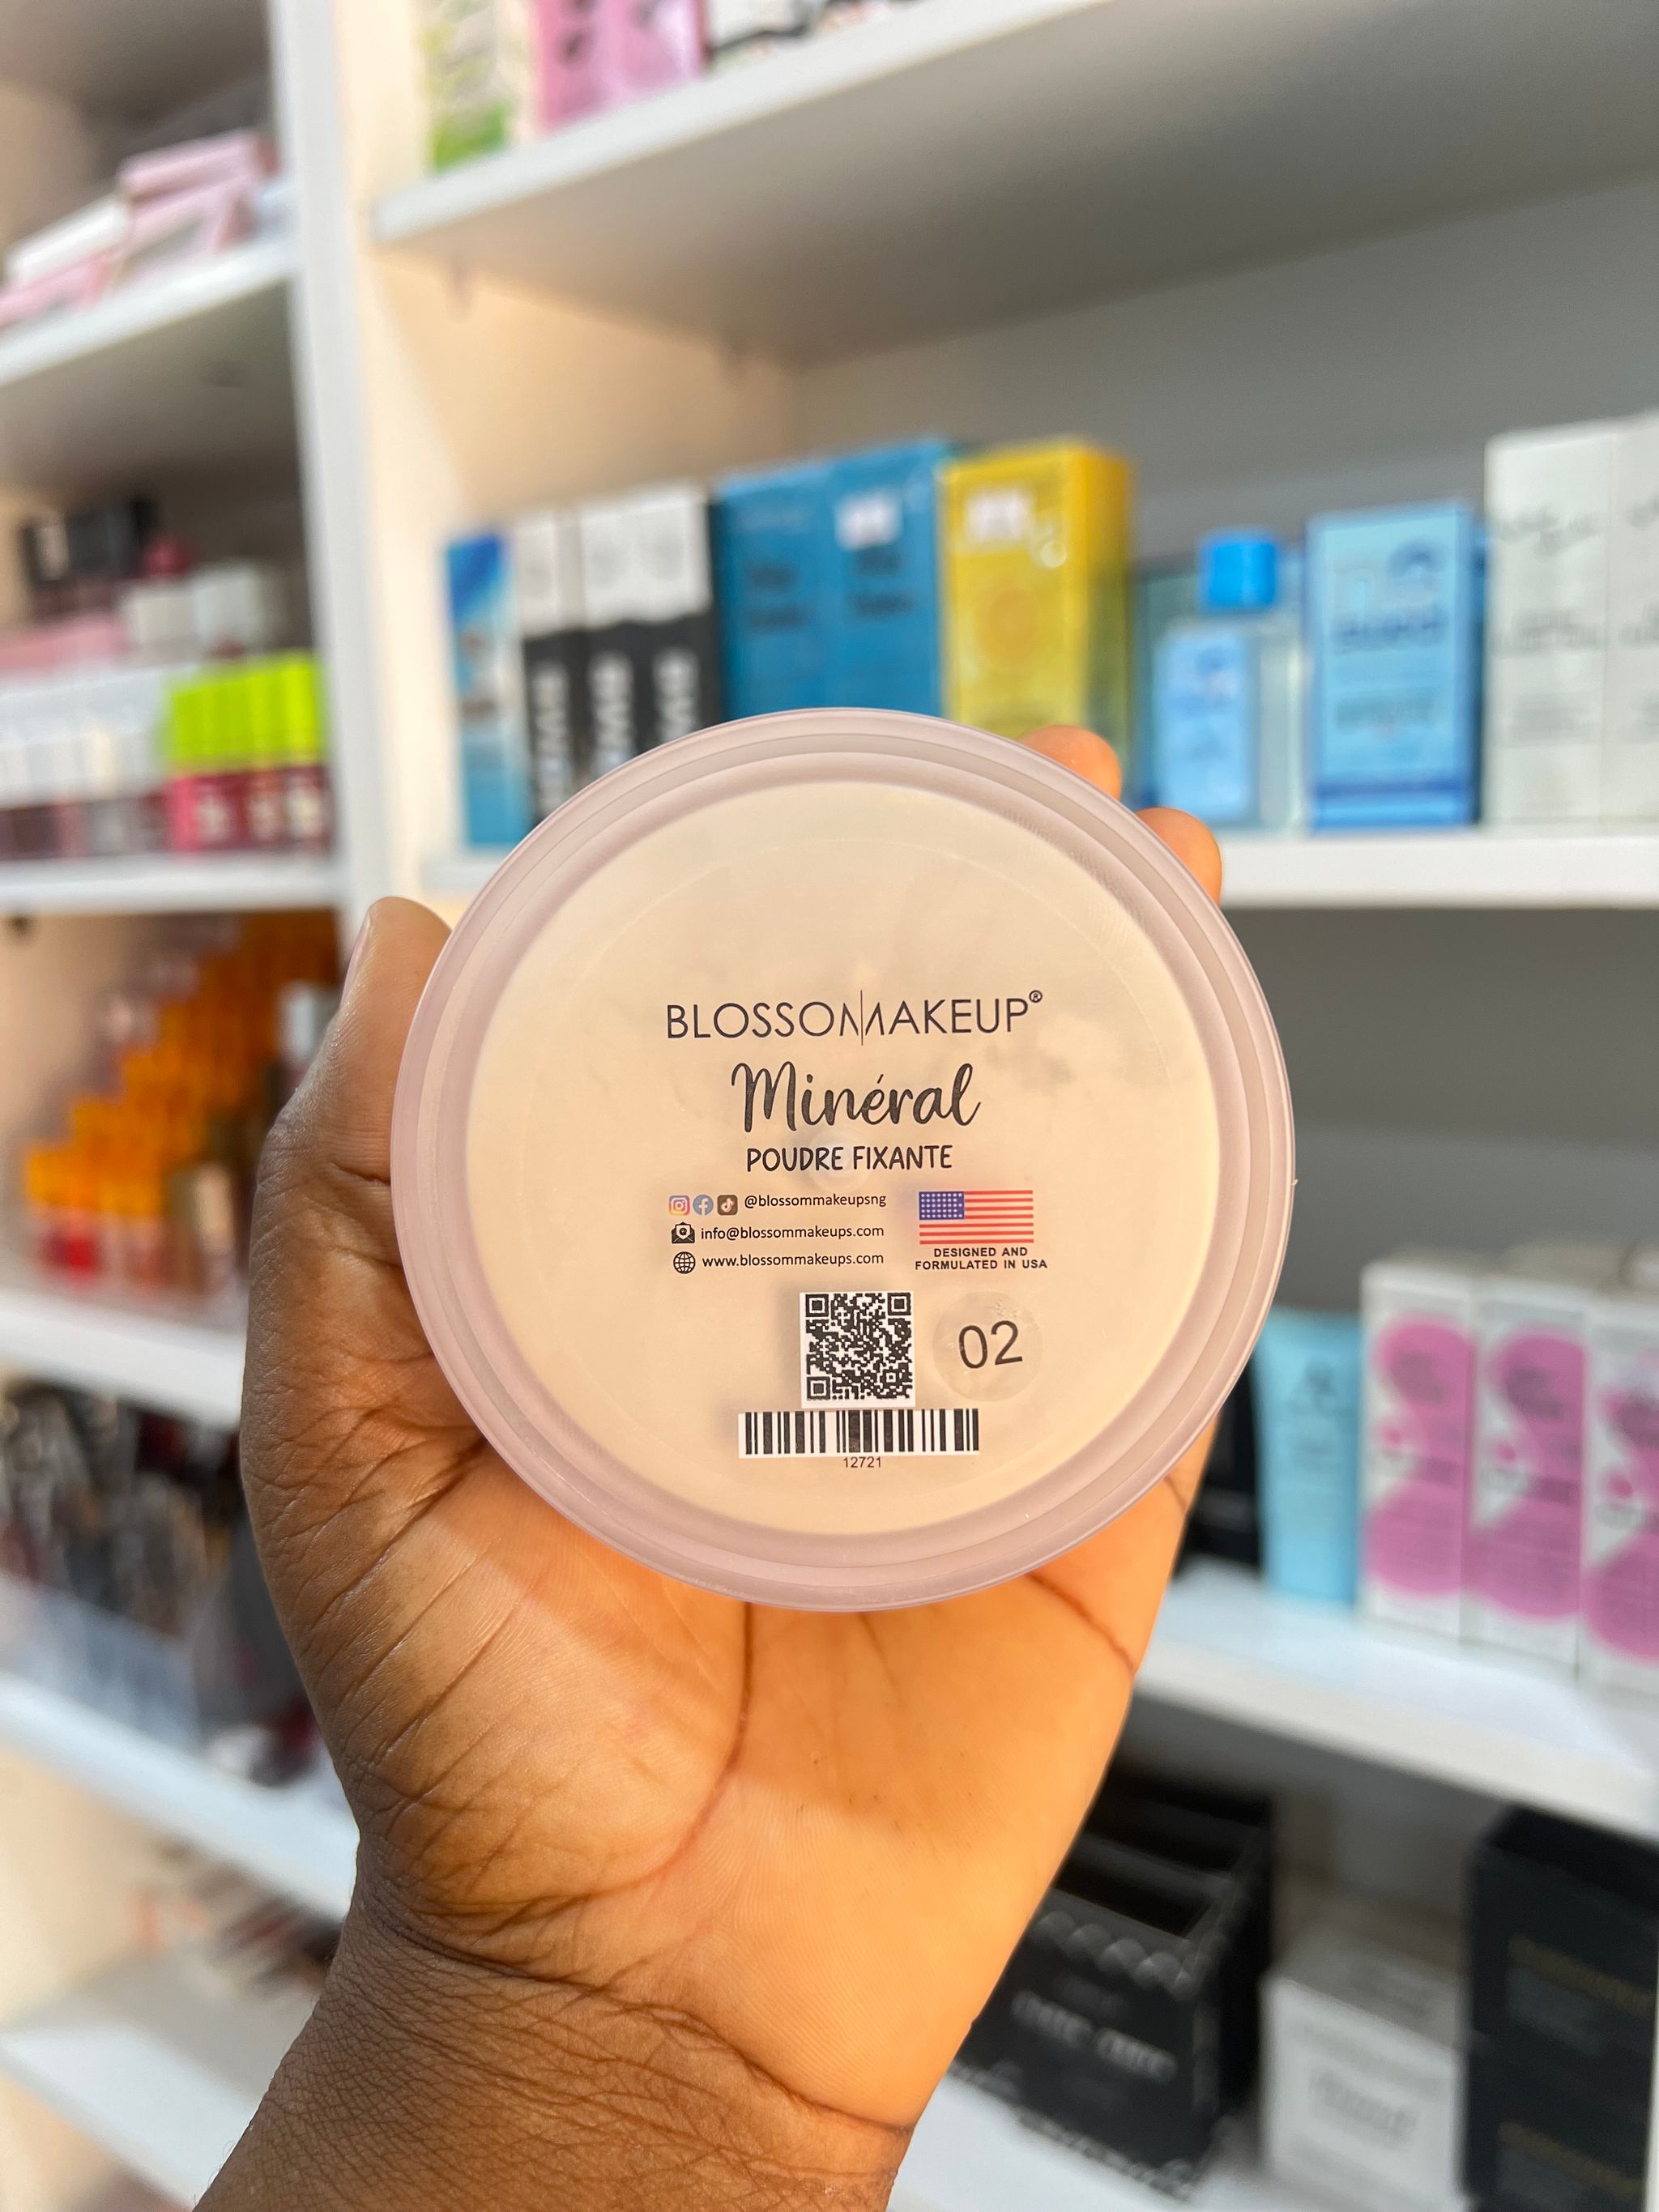 BLOSSOMMAKEUP®
Minéral
POUDRE FIXANTE
@blossommakeupsng
info@blossommakeups.com
www.blossommakeups.com
DESIGNED AND
FORMULATED IN USA
02
12721